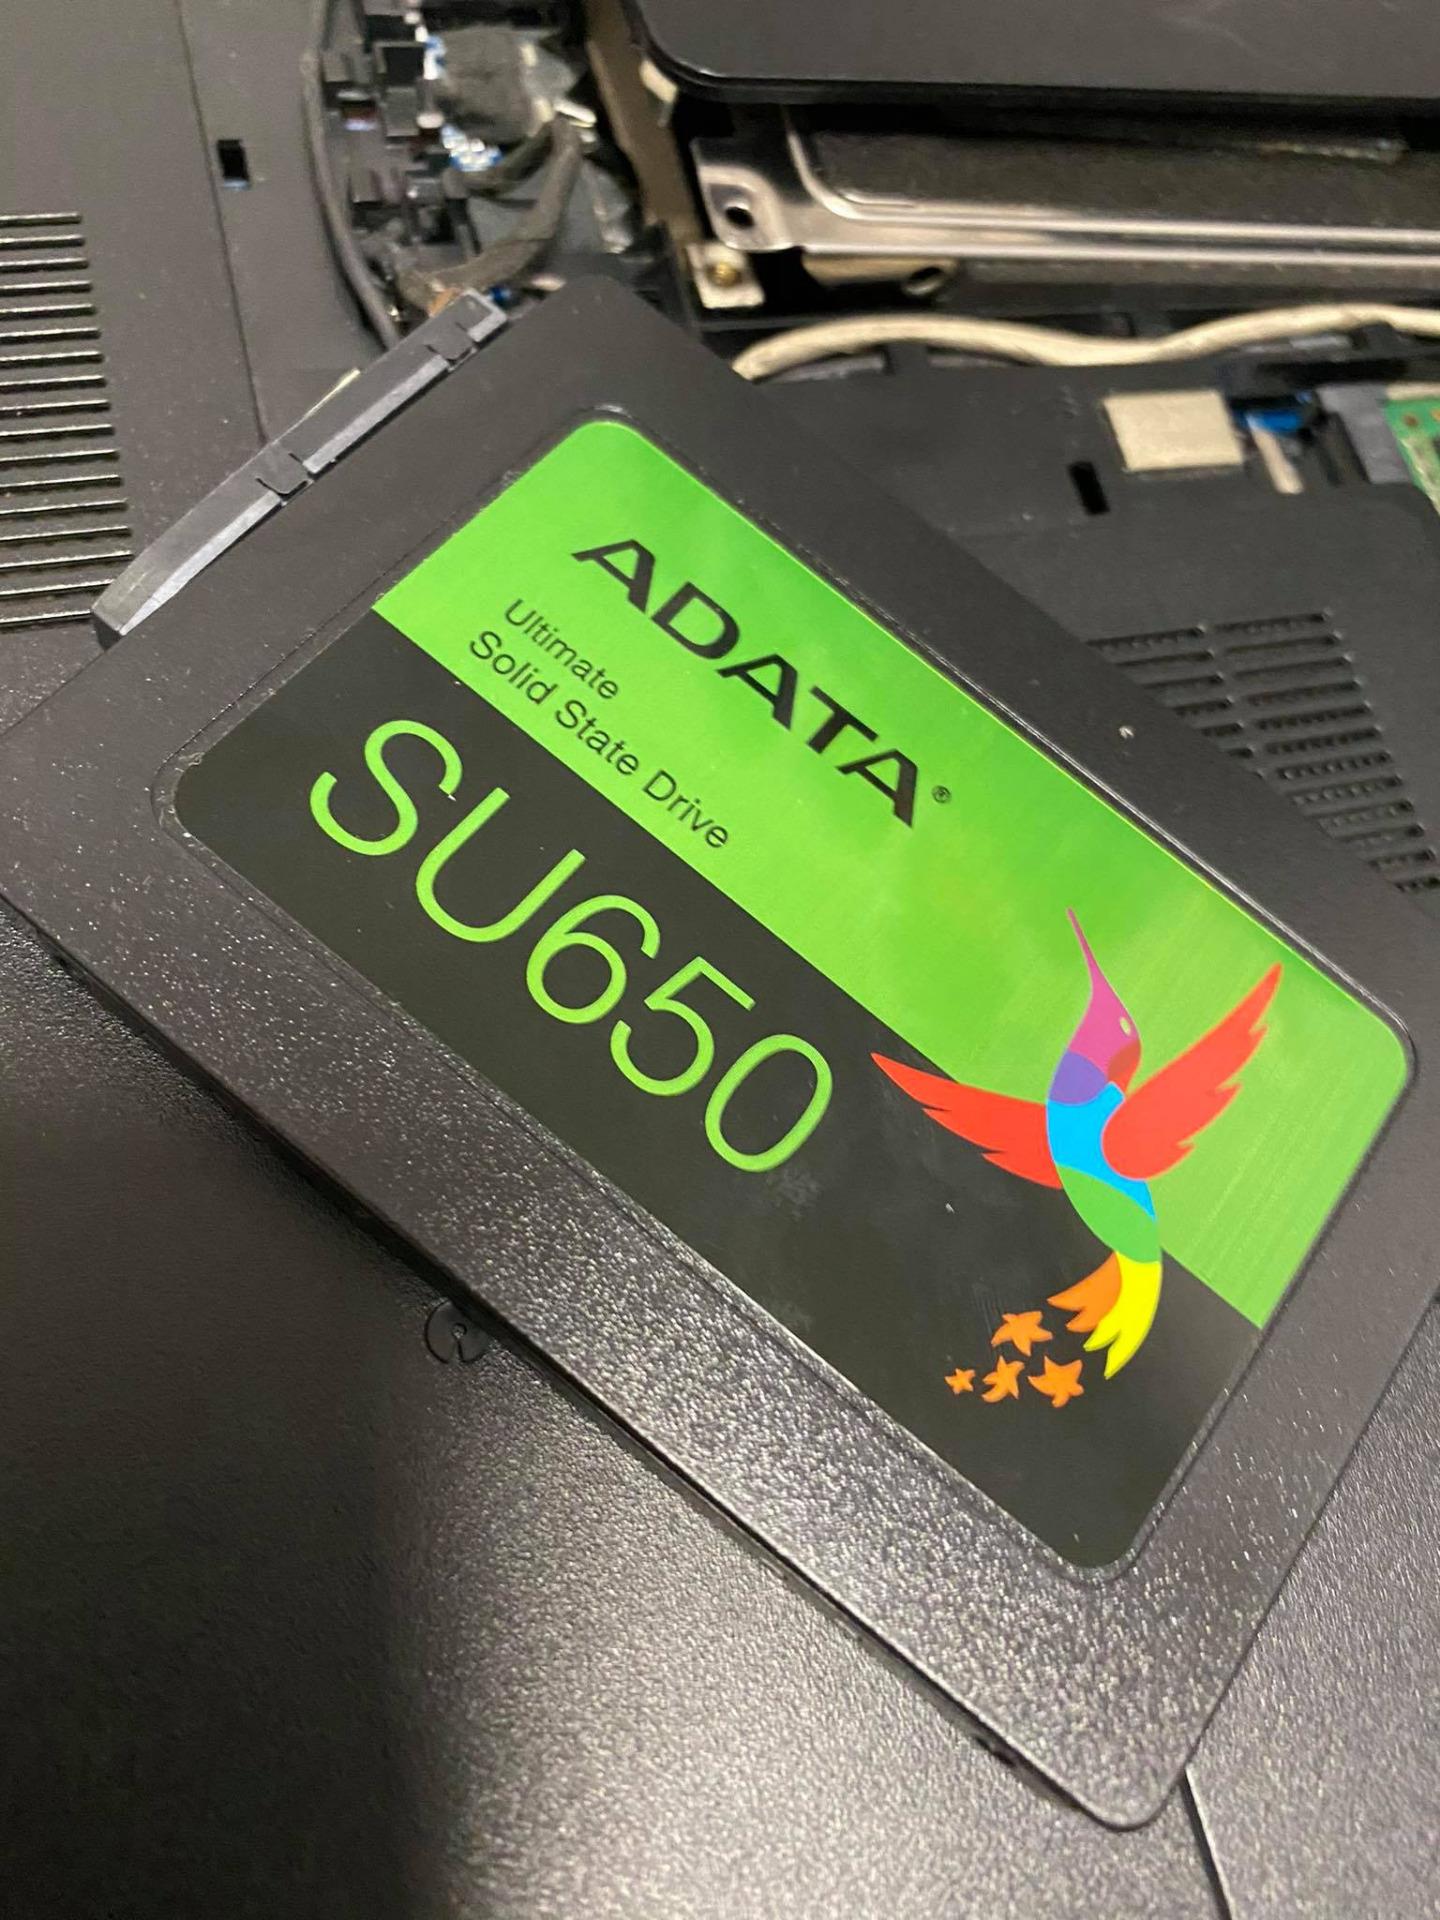 ADATA®
Ultimate
Solid State Drive
SU650